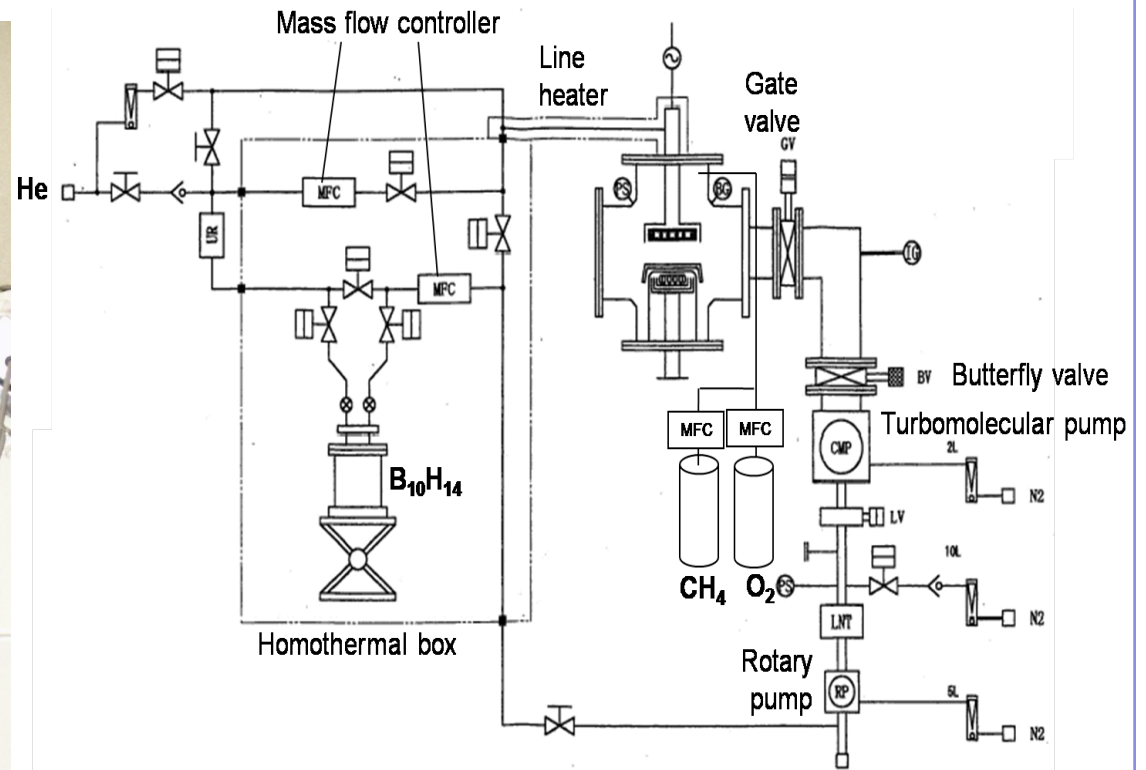 Mass flow controller
Line
heater
Gate
valve
GV
He
MFC
PS
BG
UR
IG
MFC
BV
Butterfly valve
Turbomolecular pump
MFC
MFC
CMP
2L
B10H14
N2
LV
10L
CH4
O2
PS
LNT
N2
Homothermal box
Rotary
pump
RP
5L
N2